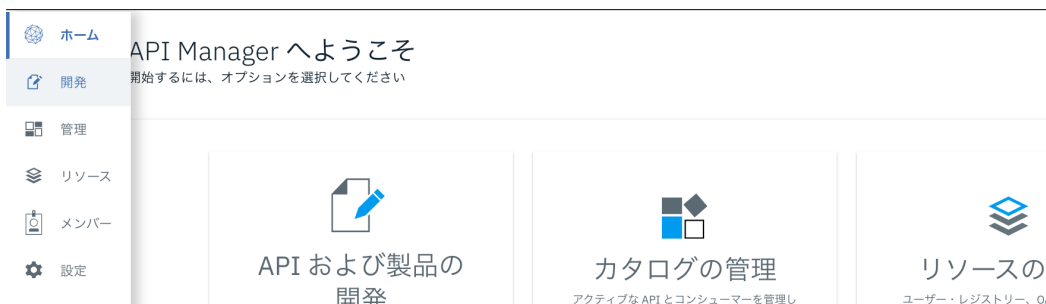 ホーム
開発
管理
リソース
メンバー
設定
API Manager へようこそ
開始するには、オプションを選択してください
API および製品の
開発
カタログの管理
アクティブな API とコンシューマーを管理し
リソースの
ユーザー・レジストリー、O